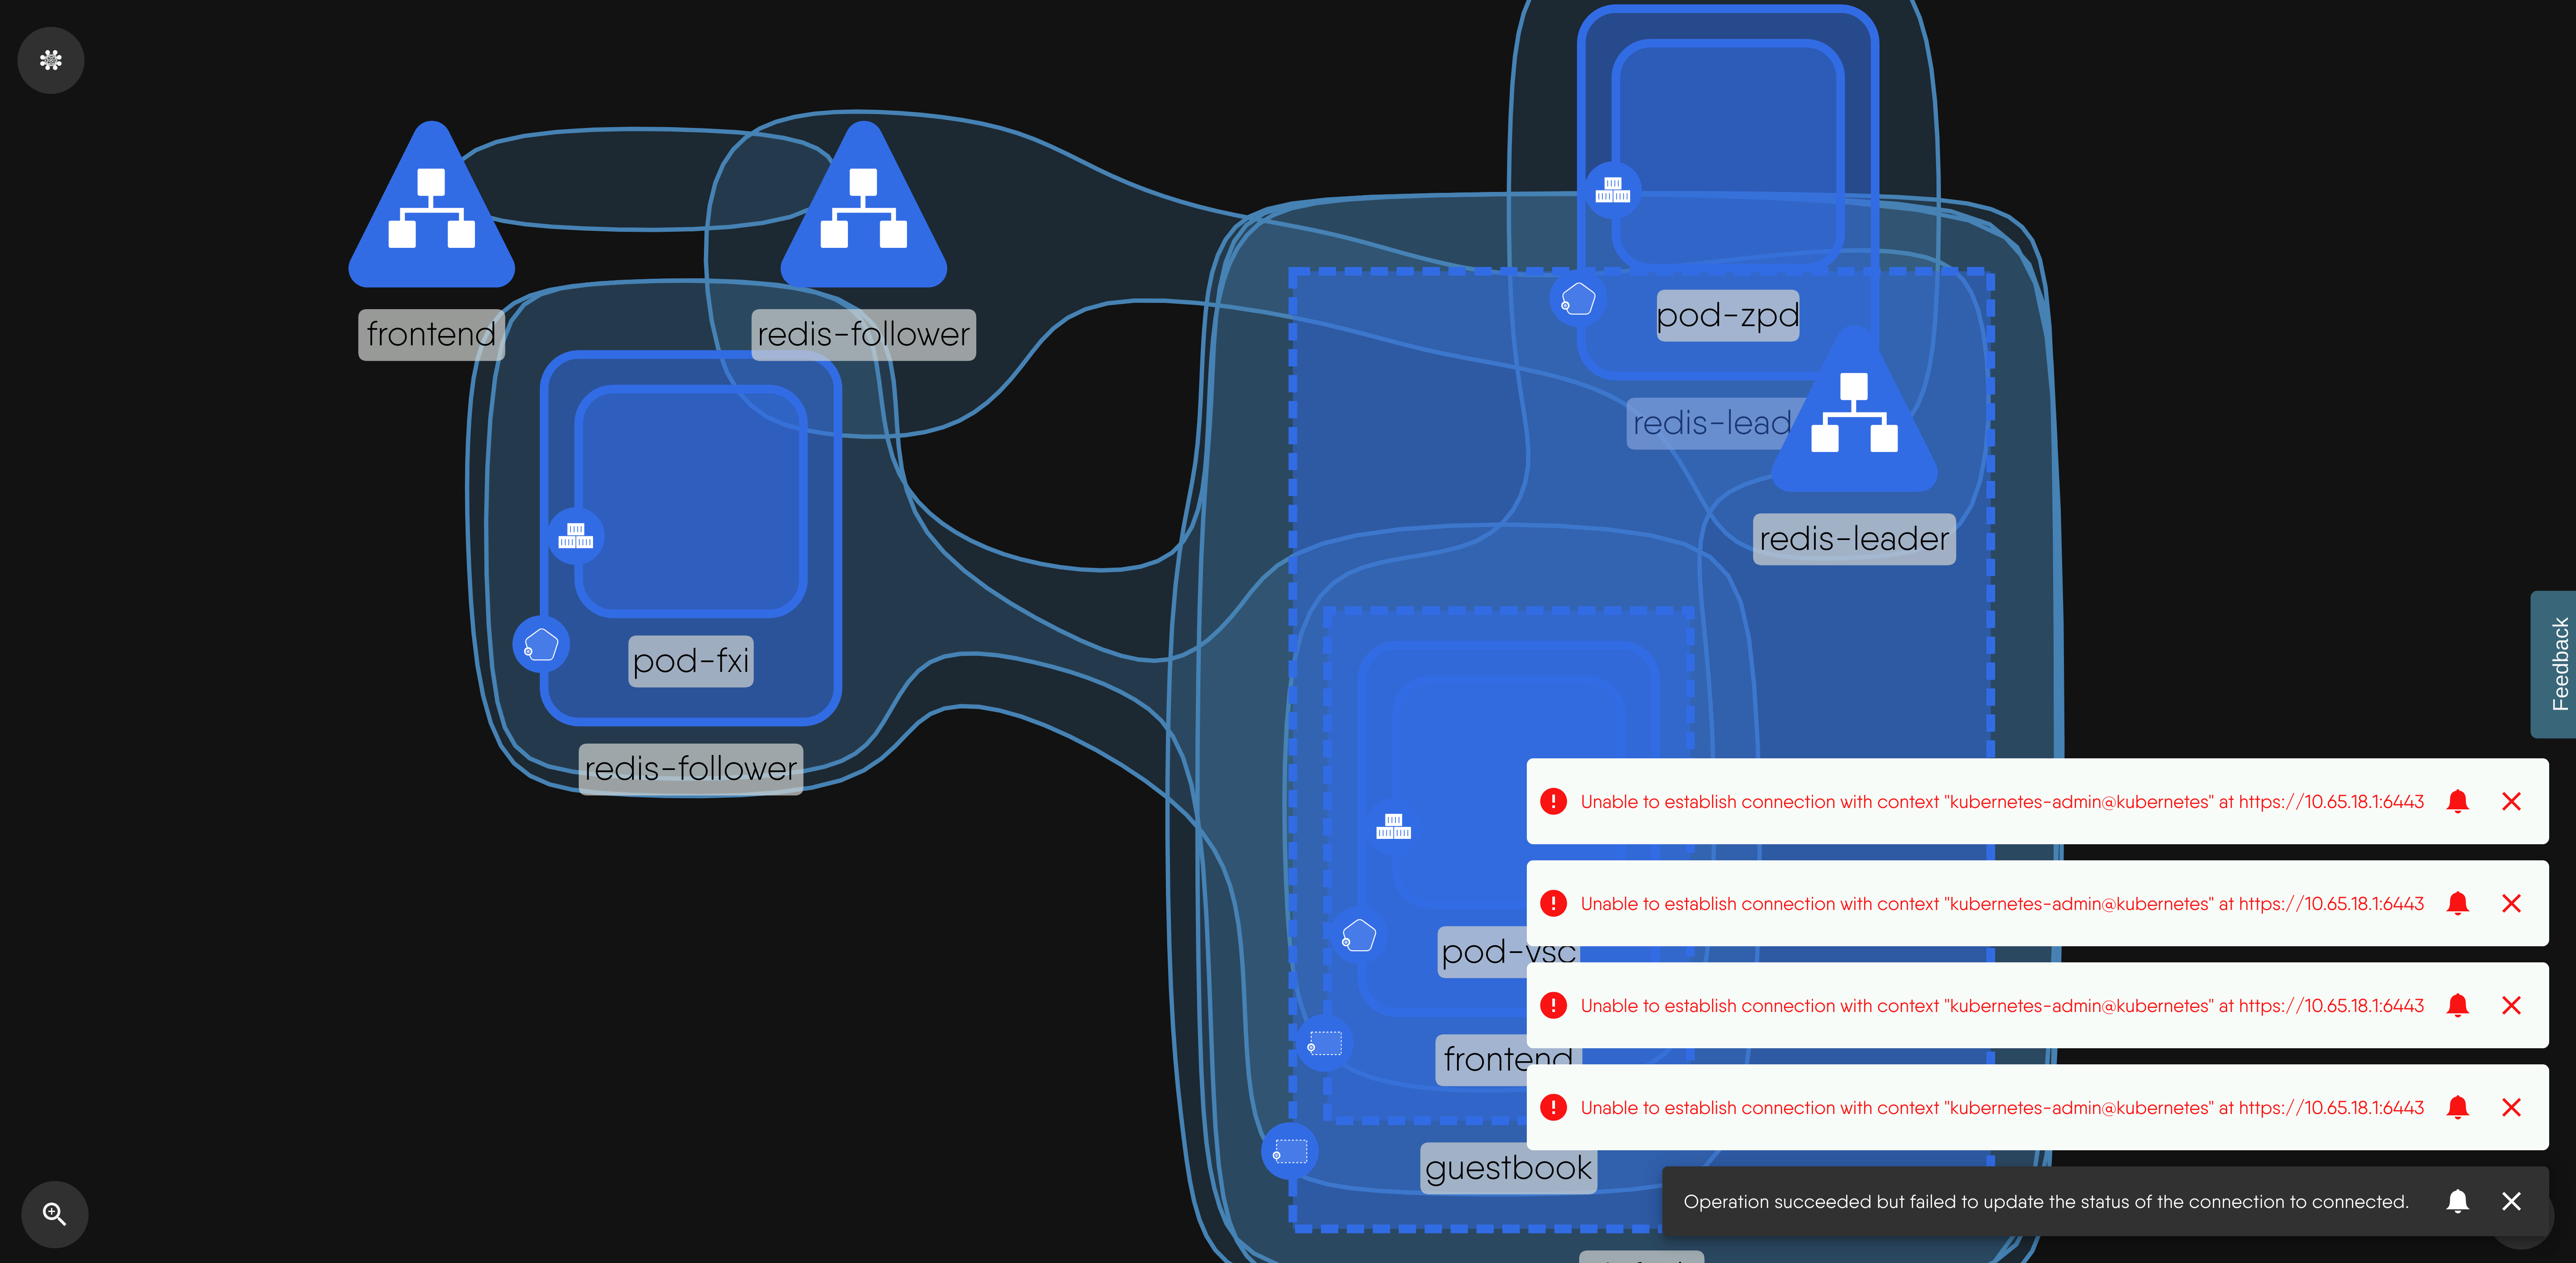 frontend
redis-follower
pod-zpd
redis-lead
redis-leader
pod-fxi
redis-follower
Feedback
Unable to establish connection with context "kubernetes-admin@kubernetes" at https://10.65.18.1:6443
Unable to establish connection with context "kubernetes-admin@kubernetes" at https://10.65.18.1:6443
pod-vsc
Unable to establish connection with context "kubernetes-admin@kubernetes" at https://10.65.18.1:6443
frontend
Unable to establish connection with context "kubernetes-admin@kubernetes" at https://10.65.18.1:6443
guestbook
Operation succeeded but failed to update the status of the connection to connected.